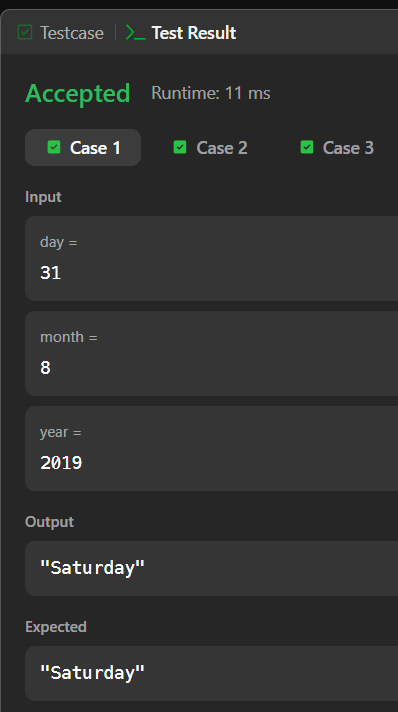 Testcase
Test Result
Accepted
Runtime: 11 ms
Case 1
Case 2
Case 3
Input
day =
31
month =
8
year =
2019
Output
"Saturday"
Expected
"Saturday"